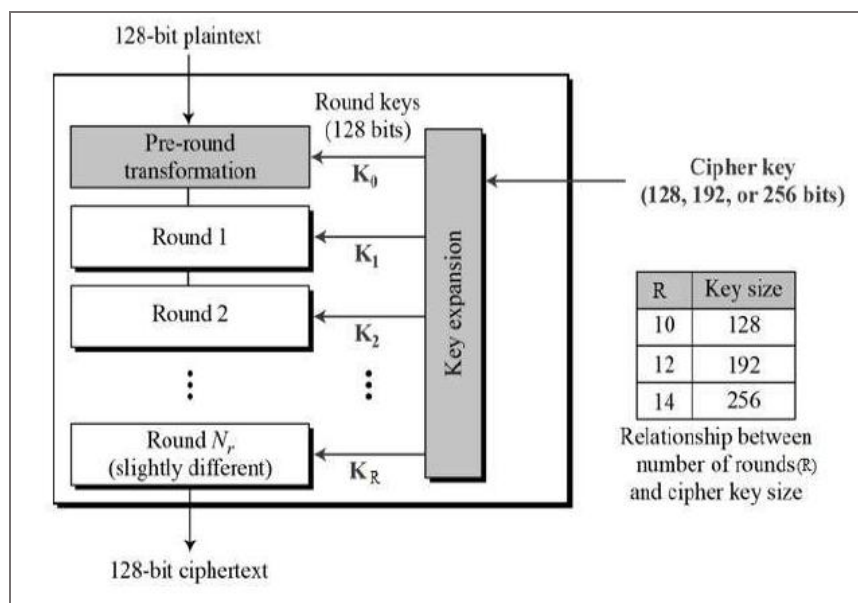 128-bit plaintext
Round keys
(128 bits)
Pre-round
transformation
K0
Cipher key
(128, 192, or 256 bits)
Round 1
K1
Round 2
K2
Key expansion
Round Nr
(slightly different)
KR
128-bit ciphertext
R Key size
10 128
12 192
14 256
Relationship between
number of rounds(R)
and cipher key size